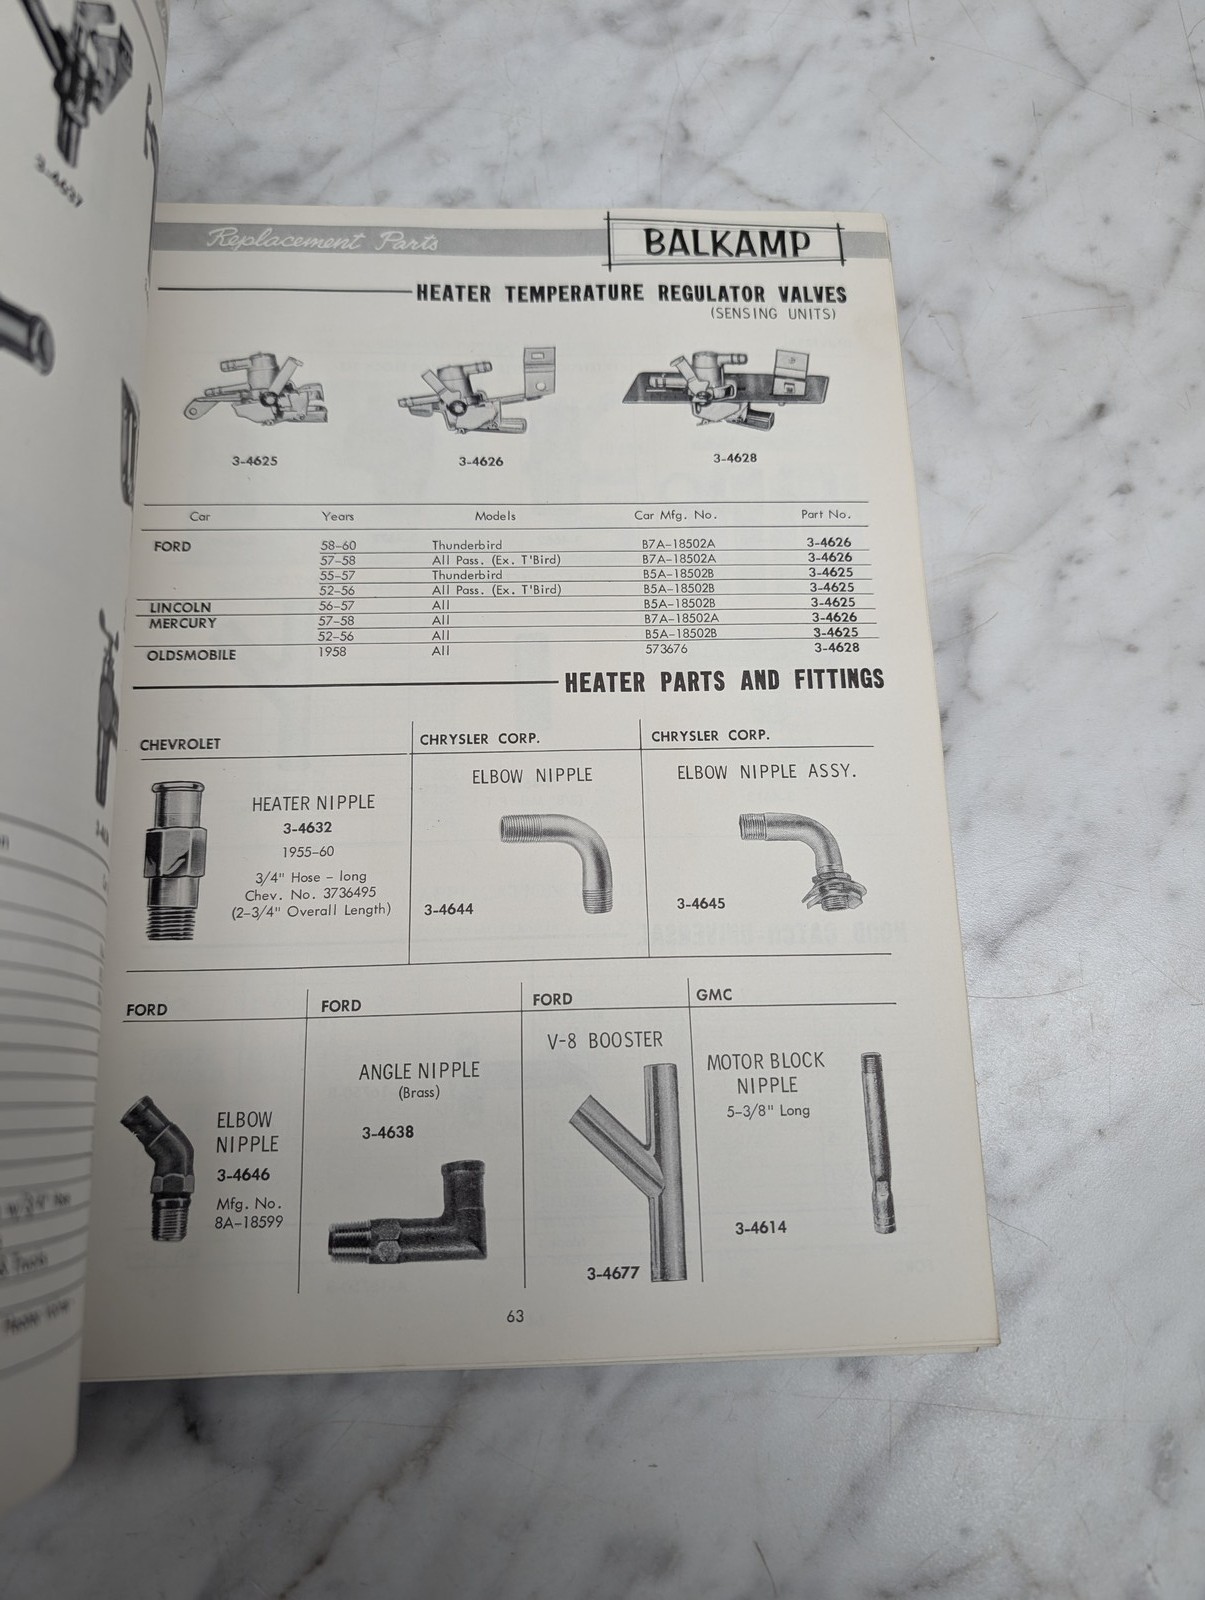 3-4637
Replacement Parts
BALKAMP
HEATER TEMPERATURE REGULATOR VALVES
(SENSING UNITS)
3-4625 3-4626 3-4628
Car Years Models Car Mfg. No. Part No.
FORD 58-60 Thunderbird B7A-18502A 3-4626
57-58 All Pass. (Ex. T'Bird) B7A-18502A 3-4626
55-57 Thunderbird B5A-18502B 3-4625
52-56 All Pass. (Ex. T'Bird) B5A-18502B 3-4625
LINCOLN 56-57 All B5A-18502B 3-4625
MERCURY 57-58 All B7A-18502A 3-4626
52-56 All B5A-18502B 3-4625
OLDSMOBILE 1958 All 573676 3-4628
HEATER PARTS AND FITTINGS
CHEVROLET
HEATER NIPPLE
3-4632
1955-60
3/4" Hose - long
Chev. No. 3736495
(2-3/4" Overall Length)
CHRYSLER CORP.
ELBOW NIPPLE
3-4644
CHRYSLER CORP.
ELBOW NIPPLE ASSY.
3-4645
FORD
ELBOW
NIPPLE
3-4646
Mfg. No.
8A-18599
FORD
ANGLE NIPPLE
(Brass)
3-4638
FORD
V-8 BOOSTER
3-4677
GMC
MOTOR BLOCK
NIPPLE
5-3/8" Long
3-4614
63